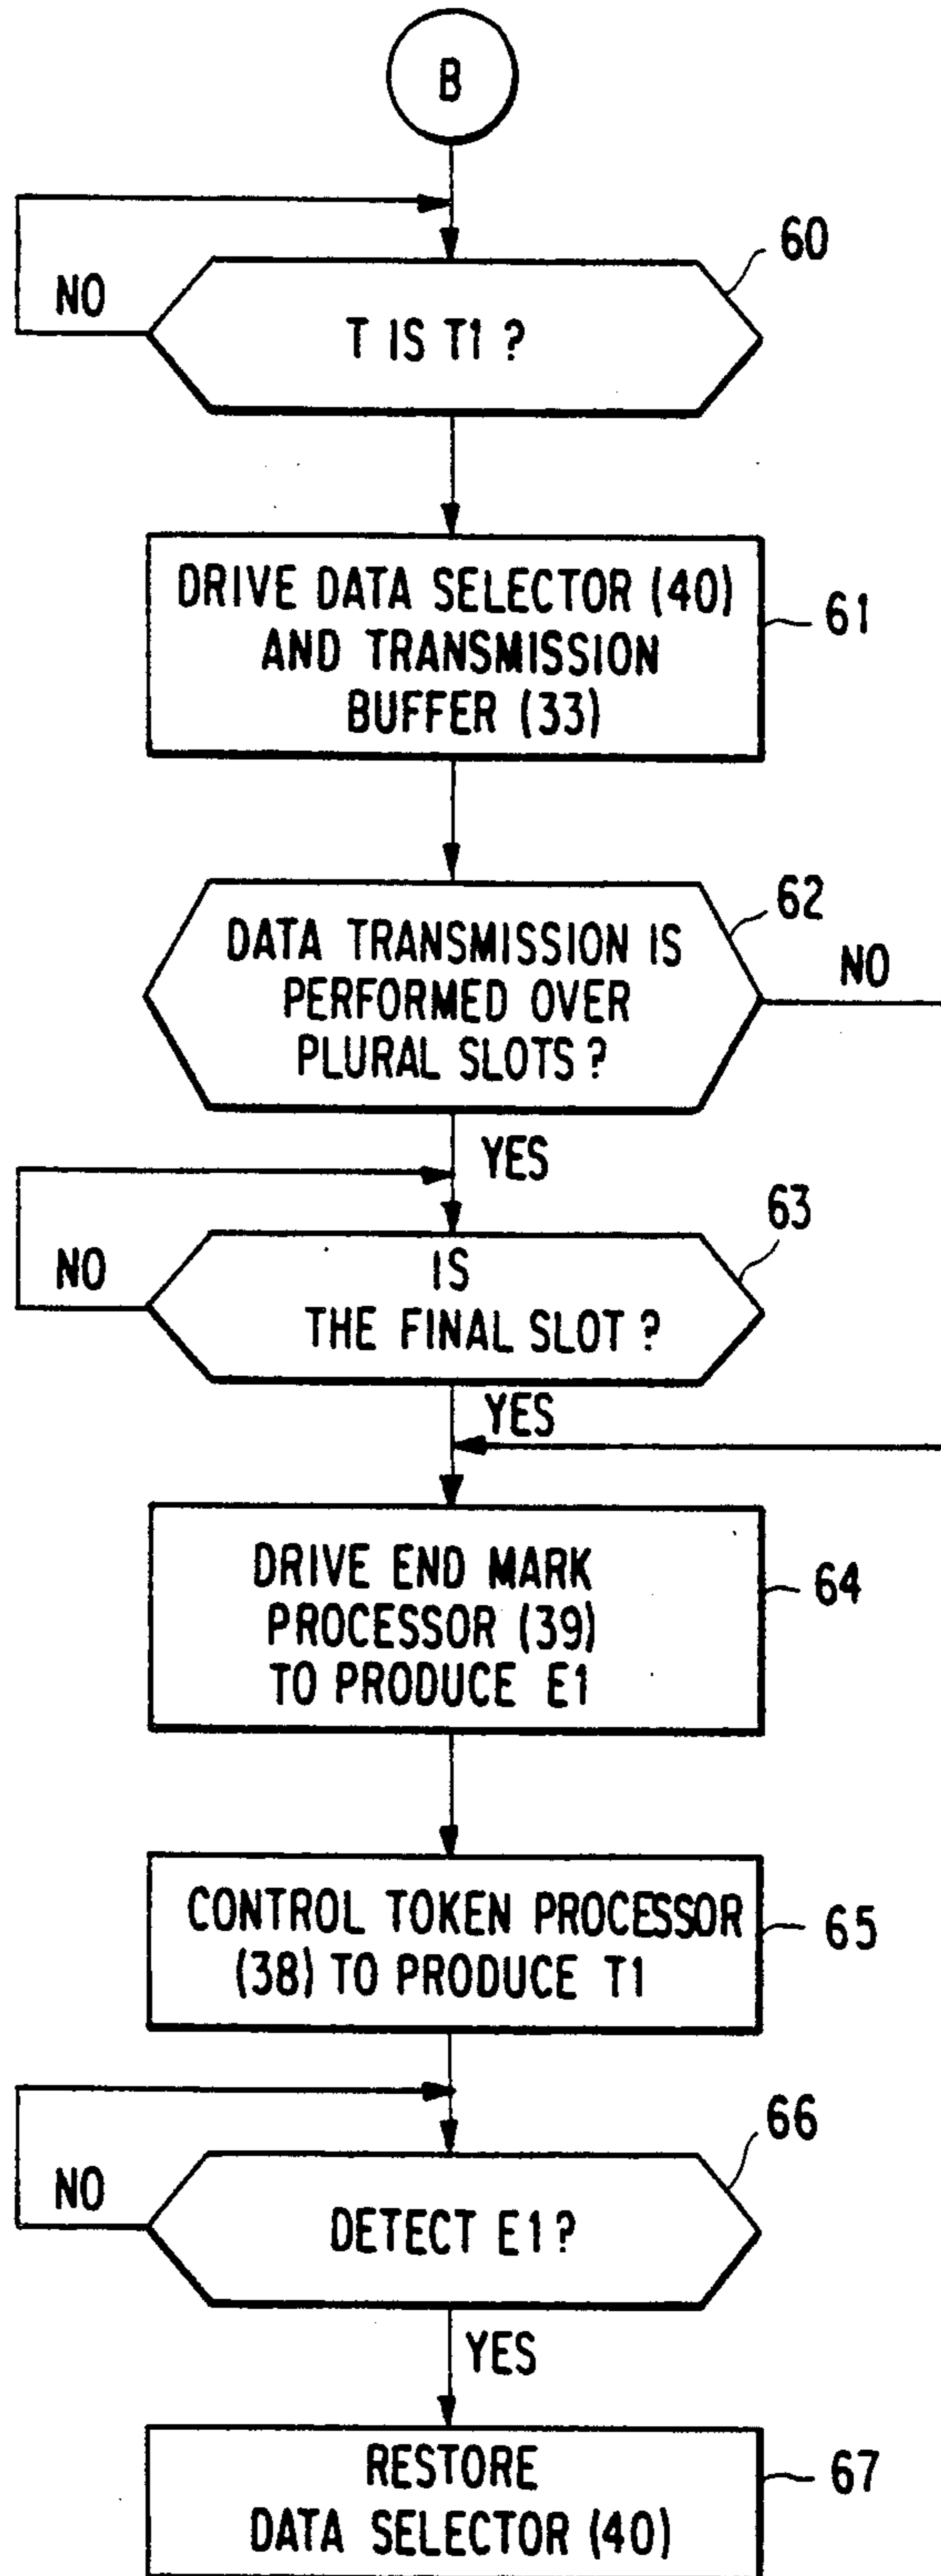 B
60
NO
T IS T1 ?
DRIVE DATA SELECTOR (40)
AND TRANSMISSION
BUFFER (33)
61
62
DATA TRANSMISSION IS
PERFORMED OVER
PLURAL SLOTS ?
NO
YES
63
NO
IS
THE FINAL SLOT ?
YES
DRIVE END MARK
PROCESSOR (39)
TO PRODUCE E1
64
CONTROL TOKEN PROCESSOR
(38) TO PRODUCE T1
65
66
NO
DETECT E1 ?
YES
RESTORE
DATA SELECTOR (40)
67